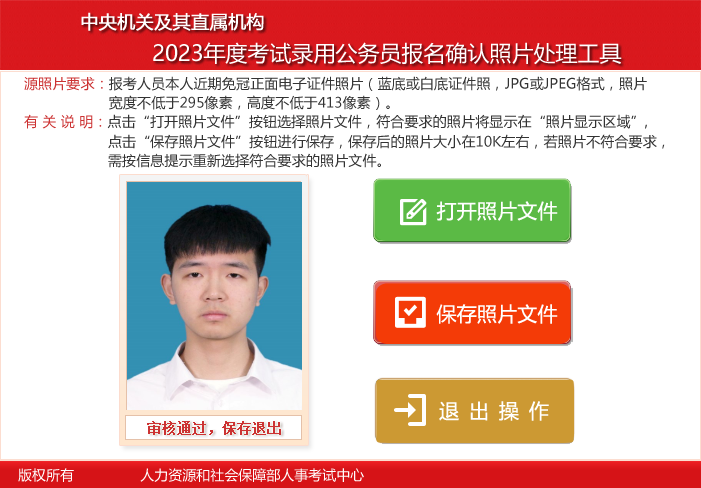 中央机关及其直属机构
2023年度考试录用公务员报名确认照片处理工具
源照片要求：报考人员本人近期免冠正面电子证件照片（蓝底或白底证件照，JPG或JPEG格式，照片
宽度不低于295像素，高度不低于413像素）。
有 关 说 明：点击“打开照片文件”按钮选择照片文件，符合要求的照片将显示在“照片显示区域”，
点击“保存照片文件”按钮进行保存，保存后的照片大小在10K左右，若照片不符合要求，
需按信息提示重新选择符合要求的照片文件。
打开照片文件
保存照片文件
退 出 操 作
审核通过，保存退出
版权所有 人力资源和社会保障部人事考试中心